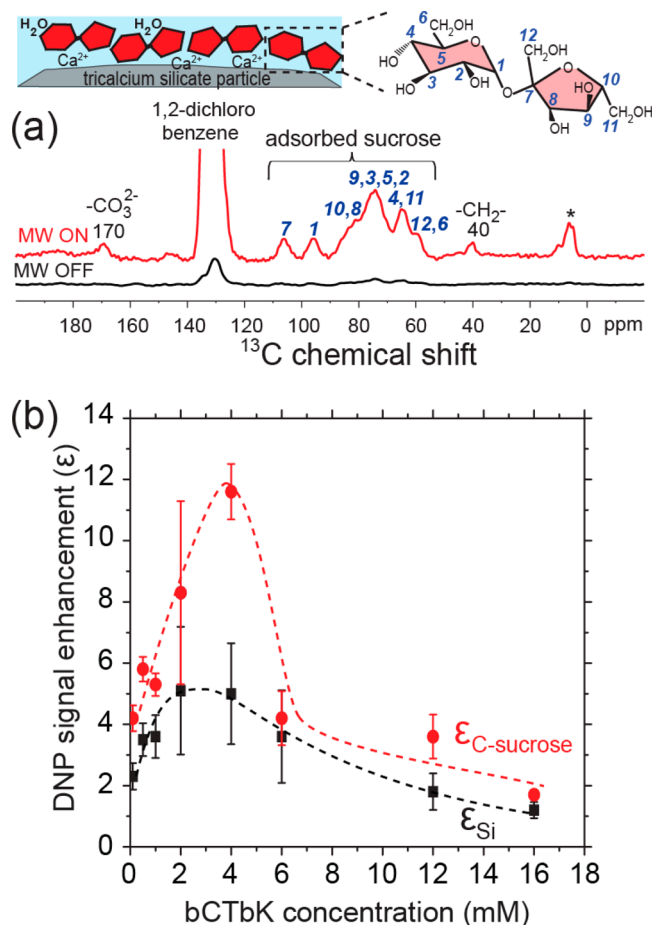 H₂O H₂O
Ca²⁺ Ca²⁺ Ca²⁺
tricalcium silicate particle
6
CH₂OH
4
5
HO
HO
3
2
OH
1
O
12
CH₂OH
7
O
10
8
HO
OH
9
CH₂OH
11
(a)
1,2-dichloro
benzene
adsorbed sucrose
9,3,5,2
4,11
10,8
12,6
7 1
-CO₃²⁻
170
-CH₂-
40
*
MW ON
MW OFF
180 160 140 120 100 80 60 40 20 0 ppm
¹³C chemical shift
(b)
DNP signal enhancement (ε)
14
12
10
8
6
4
2
0
εC-sucrose
εSi
0 2 4 6 8 10 12 14 16 18
bCTbK concentration (mM)